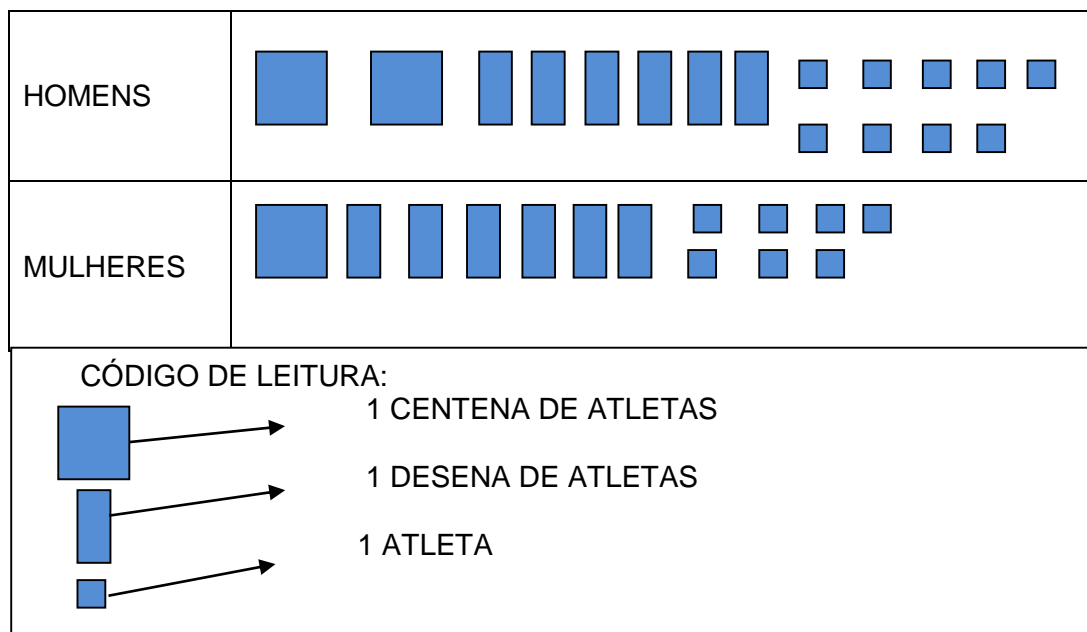 HOMENS
MULHERES
CÓDIGO DE LEITURA:
1 CENTENA DE ATLETAS
1 DESENA DE ATLETAS
1 ATLETA